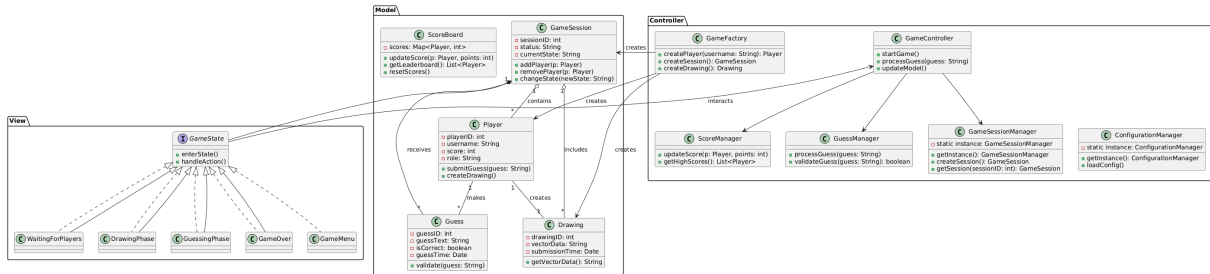 Model
ScoreBoard
scores: Map<Player, int>
updateScore(p: Player, points: int)
getLeaderboard(): List<Player>
resetScores()
GameSession
sessionID: int
status: String
currentState: String
addPlayer(p: Player)
removePlayer(p: Player)
changeState(newState: String)
Player
playerID: int
username: String
score: int
role: String
submitGuess(guess: String)
createDrawing()
Guess
guessID: int
guessText: String
isCorrect: boolean
guessTime: Date
validate(guess: String)
Drawing
drawingID: int
vectorData: String
submissionTime: Date
getVectorData(): String
Controller
GameFactory
createPlayer(username: String): Player
createSession(): GameSession
createDrawing(): Drawing
GameController
startGame()
processGuess(guess: String)
updateModel()
ScoreManager
updateScore(p: Player, points: int)
getHighScores(): List<Player>
GuessManager
processGuess(guess: String)
validateGuess(guess: String): boolean
GameSessionManager
static instance: GameSessionManager
getInstance(): GameSessionManager
createSession(): GameSession
getSession(sessionID: int): GameSession
ConfigurationManager
static instance: ConfigurationManager
getInstance(): ConfigurationManager
loadConfig()
View
GameState
enterState()
handleAction()
WaitingForPlayers
DrawingPhase
GuessingPhase
GameOver
GameMenu
creates
contains
creates
interacts
receives
includes
creates
makes
creates
1
1
1
*
1
1
*
*
1
*